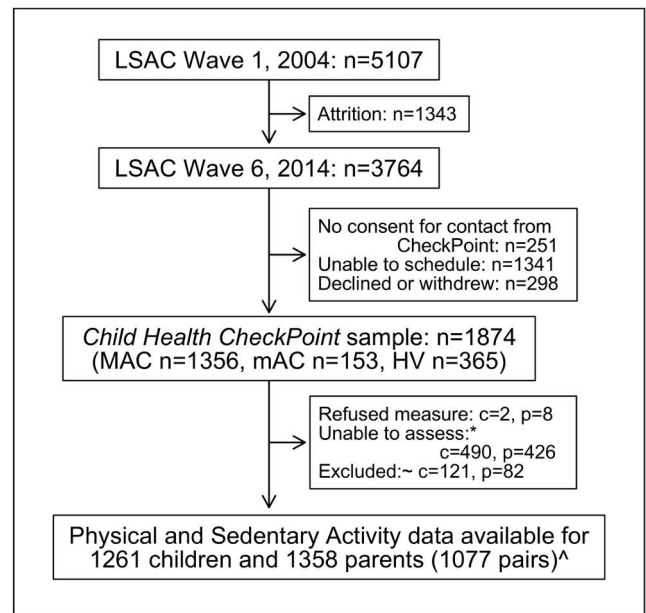 LSAC Wave 1, 2004: n=5107
Attrition: n=1343
LSAC Wave 6, 2014: n=3764
No consent for contact from
CheckPoint: n=251
Unable to schedule: n=1341
Declined or withdrew: n=298
Child Health CheckPoint sample: n=1874
(MAC n=1356, mAC n=153, HV n=365)
Refused measure: c=2, p=8
Unable to assess:*
c=490, p=426
Excluded:~ c=121, p=82
Physical and Sedentary Activity data available for
1261 children and 1358 parents (1077 pairs)^